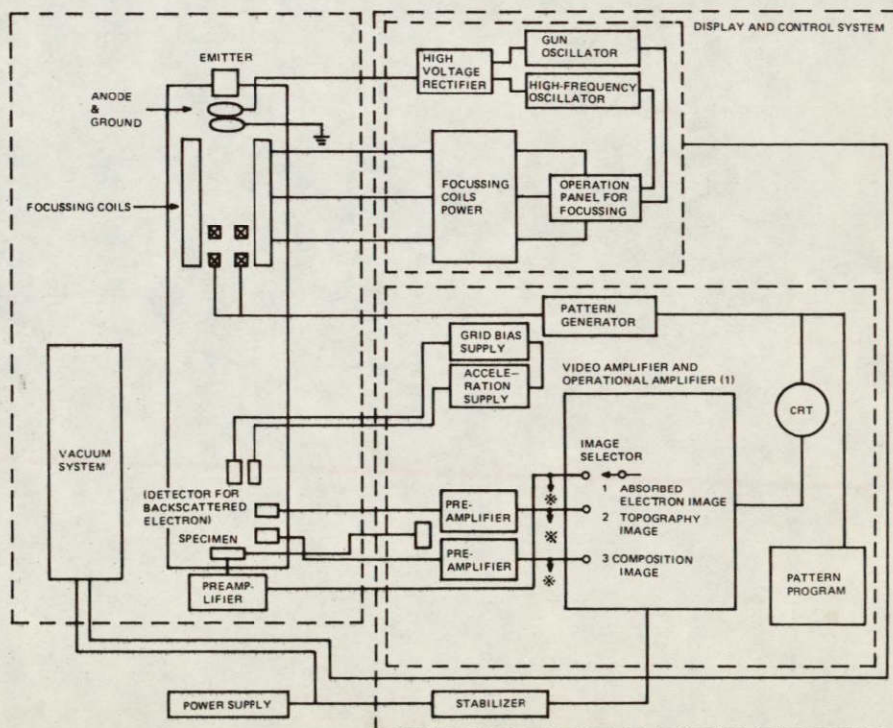 DISPLAY AND CONTROL SYSTEM
EMITTER
ANODE
&
GROUND
HIGH
VOLTAGE
RECTIFIER
GUN
OSCILLATOR
HIGH-FREQUENCY
OSCILLATOR
FOCUSSING COILS
FOCUSSING
COILS
POWER
OPERATION
PANEL FOR
FOCUSSING
PATTERN
GENERATOR
GRID BIAS
SUPPLY
ACCELE-
RATION
SUPPLY
VIDEO AMPLIFIER AND
OPERATIONAL AMPLIFIER (1)
CRT
VACUUM
SYSTEM
IMAGE
SELECTOR
1 ABSORBED
ELECTRON IMAGE
2 TOPOGRAPHY
IMAGE
3 COMPOSITION
IMAGE
(DETECTOR FOR
BACKSCATTERED
ELECTRON)
SPECIMEN
PRE-
AMPLIFIER
※
PRE-
AMPLIFIER
※
※
PREAMP-
LIFIER
PATTERN
PROGRAM
POWER SUPPLY
STABILIZER